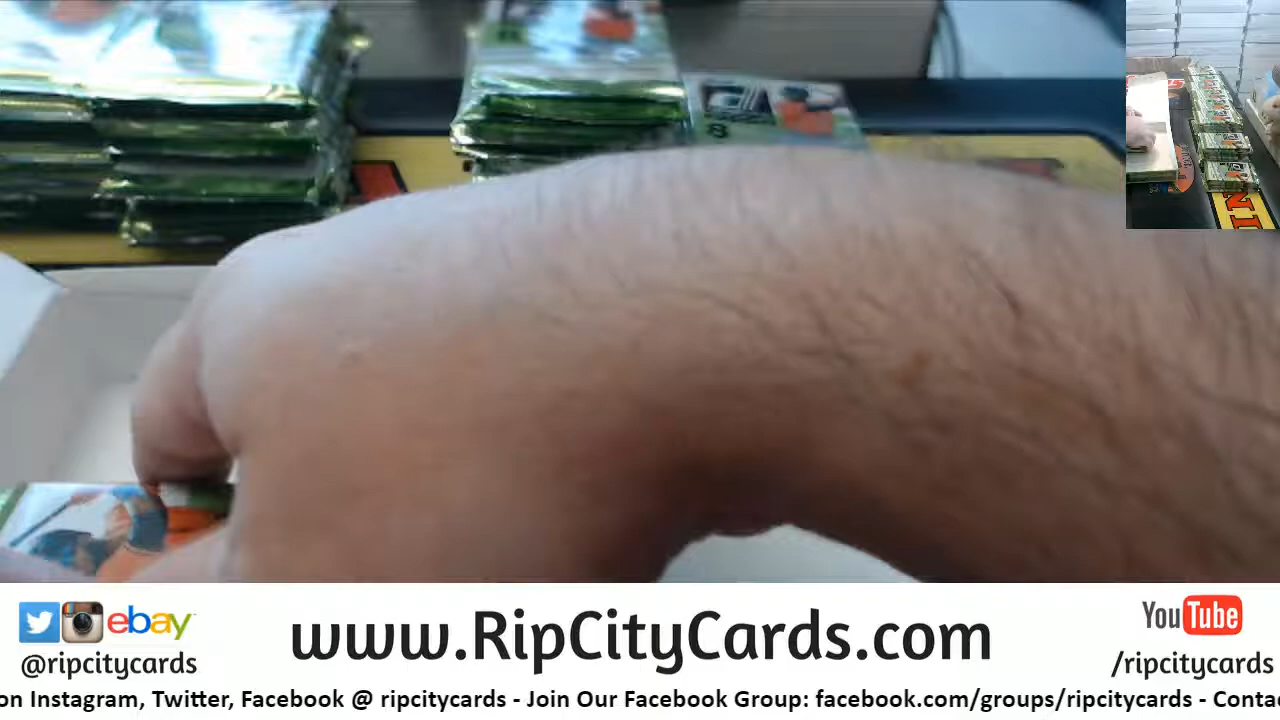 ebay
@ripcitycards
www.RipCityCards.com
YouTube
/ripcitycards
on Instagram, Twitter, Facebook @ ripcitycards - Join Our Facebook Group: facebook.com/groups/ripcitycards -